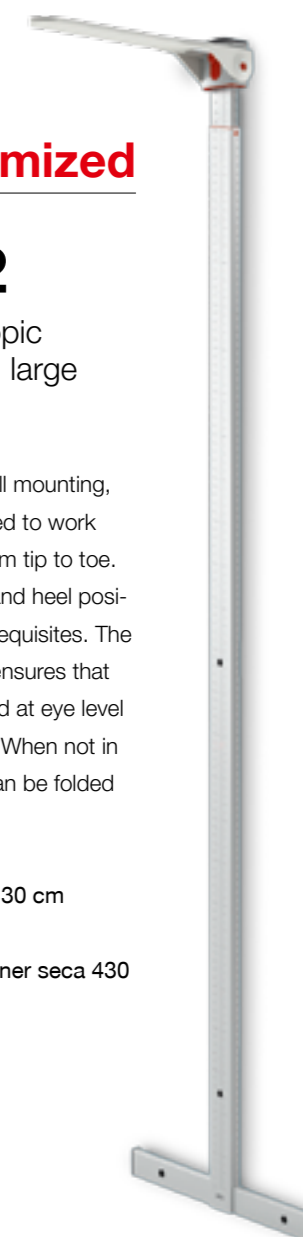 mized
2
pic
large
ll mounting,
ed to work
m tip to toe.
and heel posi-
equisites. The
ensures that
d at eye level
When not in
an be folded
30 cm
ner seca 430